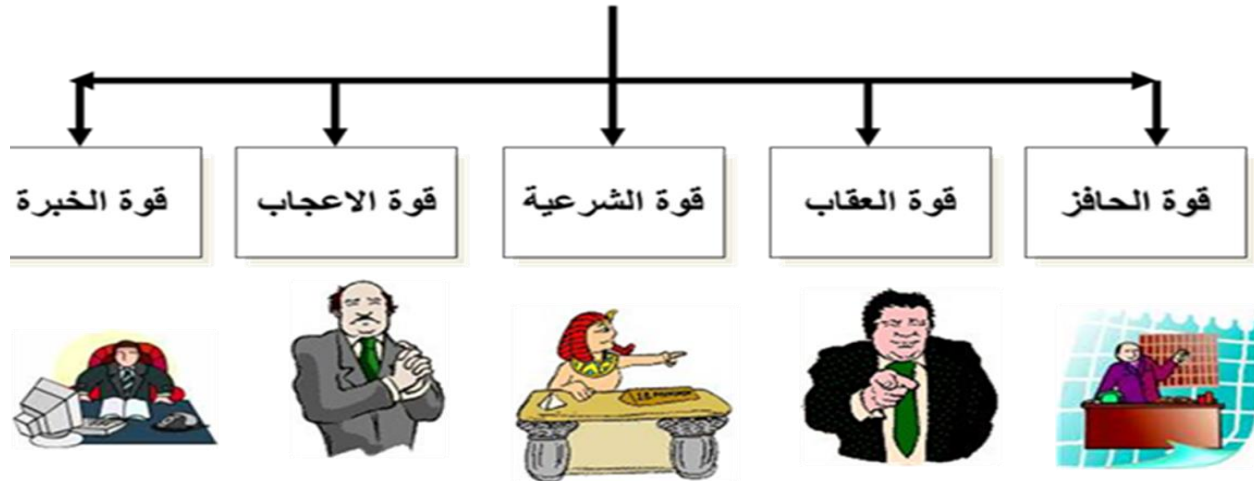 قوة الحافز
قوة العقاب
قوة الشرعية
قوة الاعجاب
قوة الخبرة